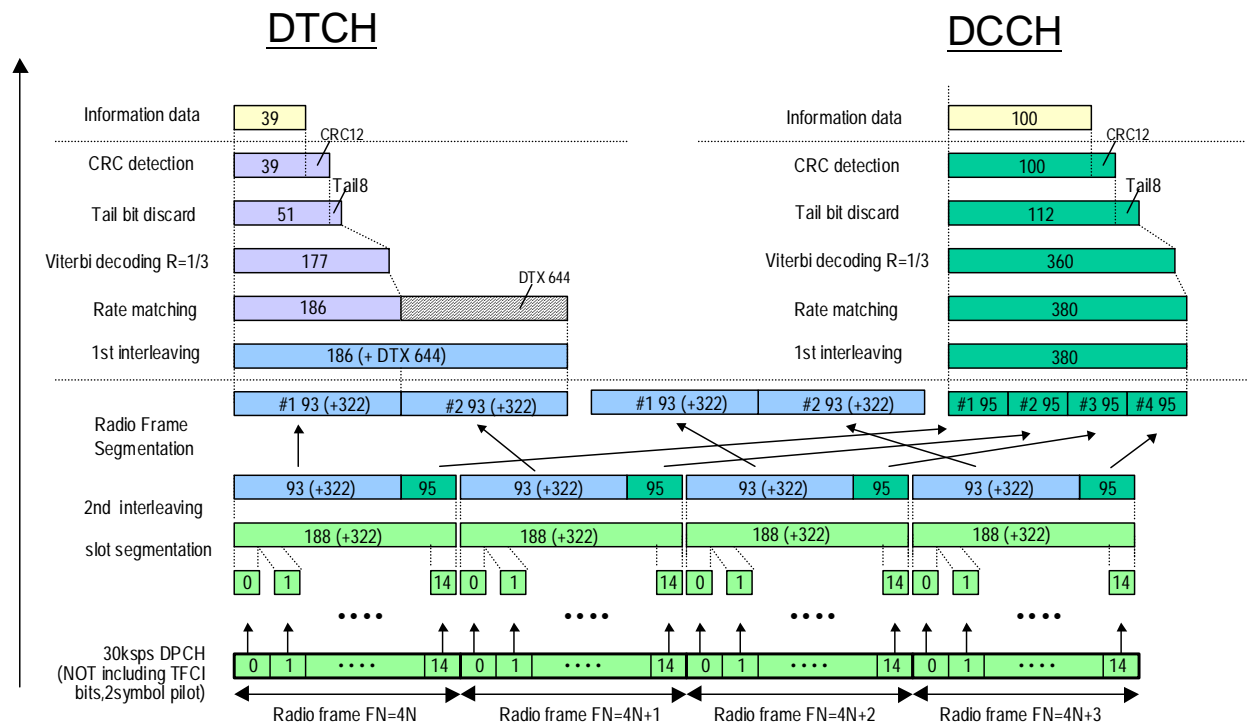 DTCH DCCH
Information data 39 Information data 100
CRC12 CRC12
CRC detection 39 CRC detection 100
Tail8 Tail8
Tail bit discard 51 Tail bit discard 112
Viterbi decoding R=1/3 177 Viterbi decoding R=1/3 360
DTX 644
Rate matching 186 Rate matching 380
1st interleaving 186 (+ DTX 644) 1st interleaving 380
#1 93 (+322) #2 93 (+322) #1 93 (+322) #2 93 (+322) #1 95 #2 95 #3 95 #4 95
Radio Frame
Segmentation
93 (+322) 95 93 (+322) 95 93 (+322) 95 93 (+322) 95
2nd interleaving
188 (+322) 188 (+322) 188 (+322) 188 (+322)
slot segmentation
0 1 14 0 1 14 0 1 14 0 1 14
• • • • • • • • • • • • • • • •
30ksps DPCH
(NOT including TFCI
bits,2symbol pilot)
0 1 • • • • 14 0 1 • • • • 14 0 1 • • • • 14 0 1 • • • • 14
Radio frame FN=4N Radio frame FN=4N+1 Radio frame FN=4N+2 Radio frame FN=4N+3